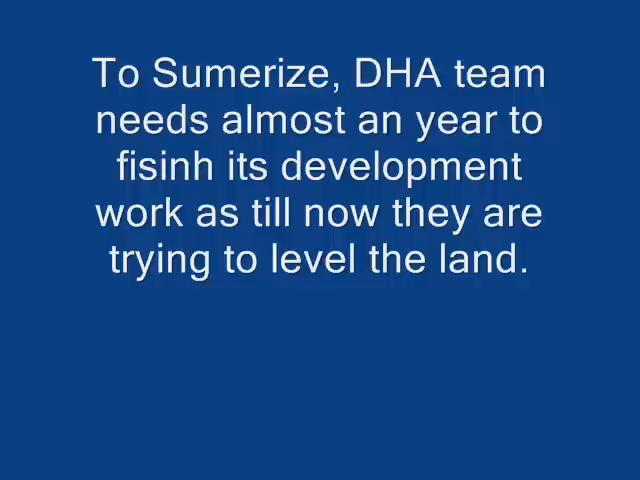 To Sumerize, DHA team
needs almost an year to
fisinh its development
work as till now they are
trying to level the land.